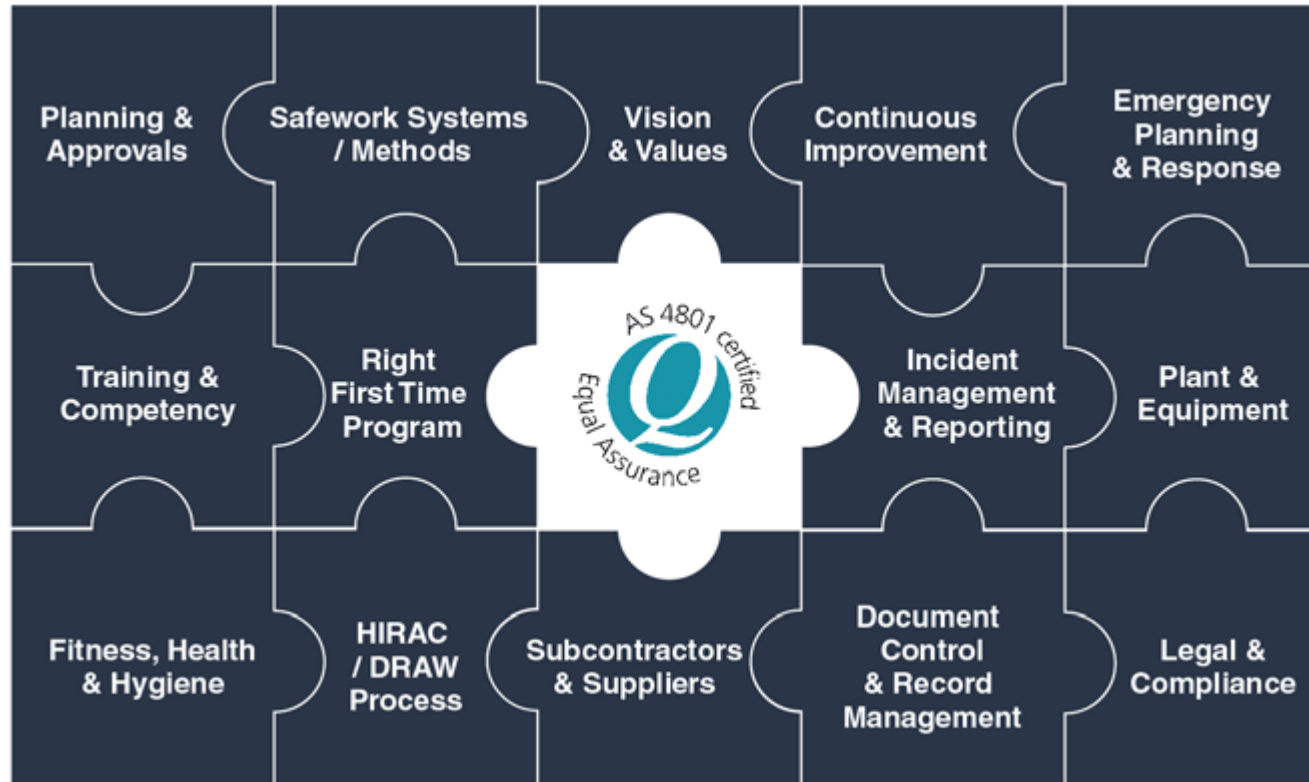 Planning &
Approvals
Safework Systems
/ Methods
Vision
& Values
Continuous
Improvement
Emergency
Planning
& Response
Training &
Competency
Right
First Time
Program
AS 4801 certified
Equal Assurance
Incident
Management
& Reporting
Plant &
Equipment
Fitness, Health
& Hygiene
HIRAC
/ DRAW
Process
Subcontractors
& Suppliers
Document
Control
& Record
Management
Legal &
Compliance